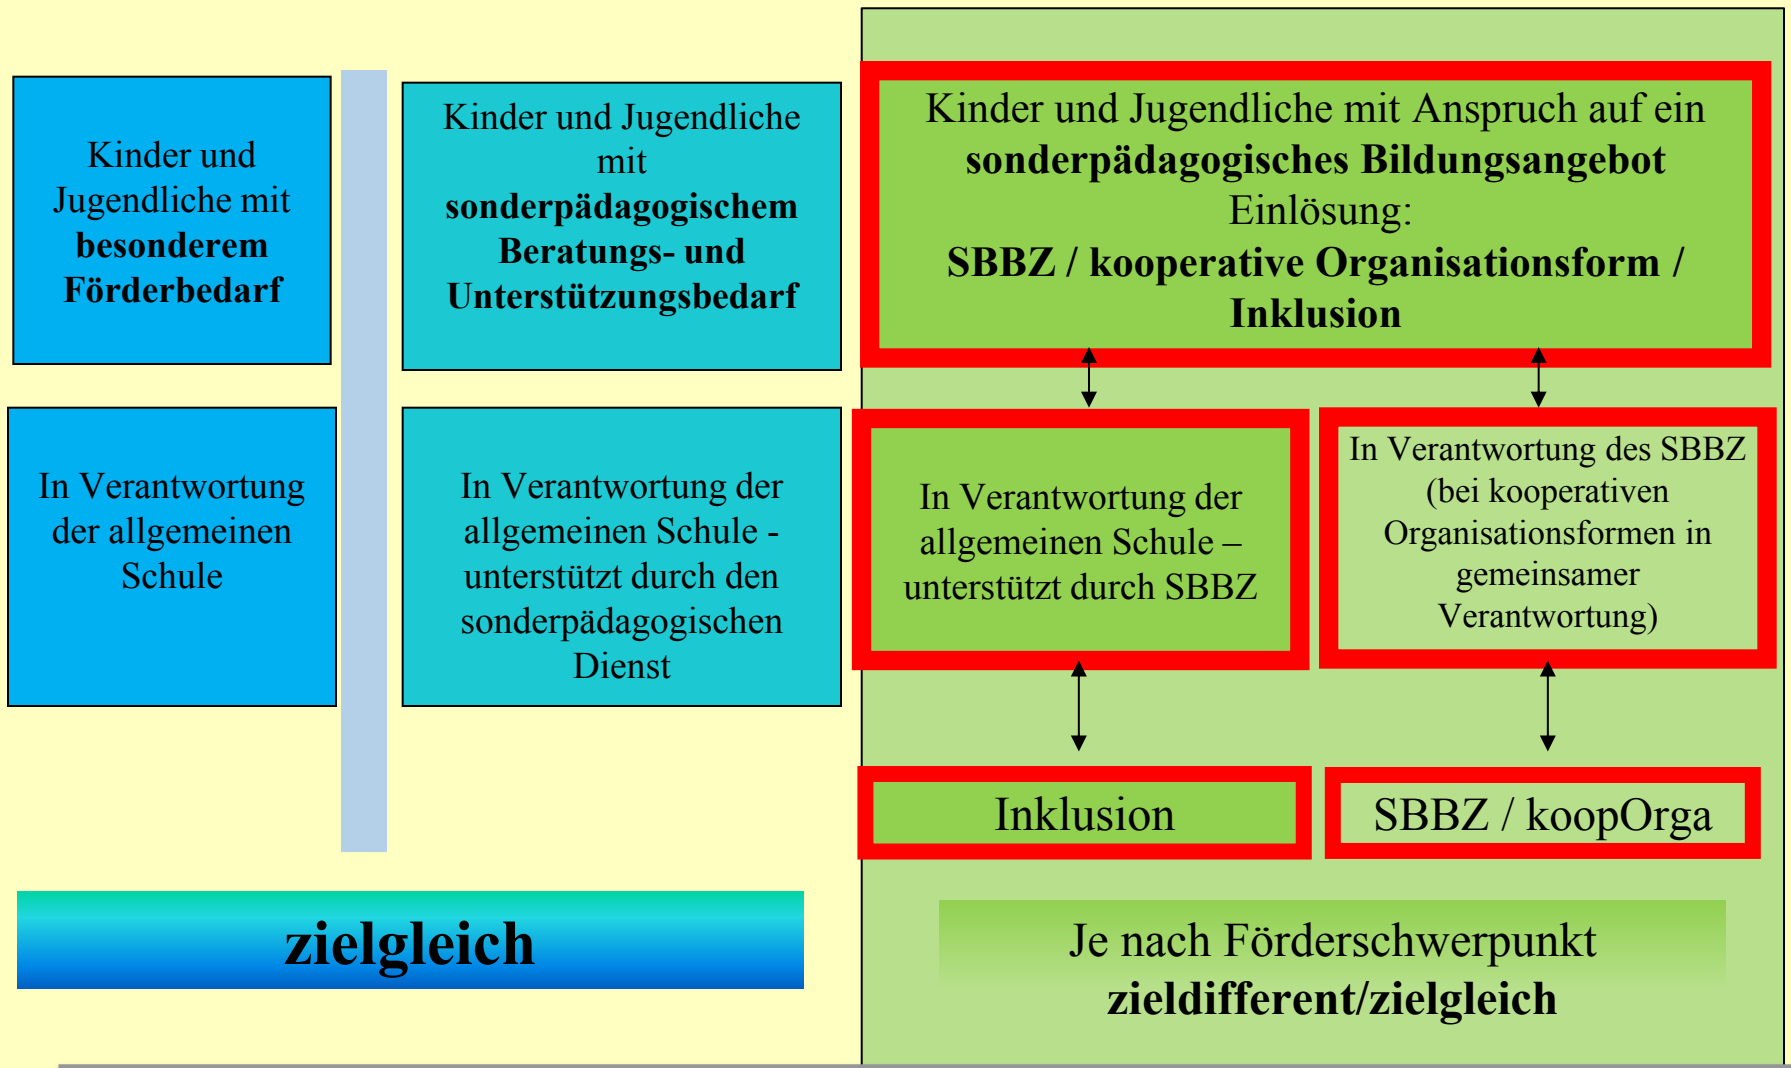 Kinder und
Jugendliche mit
besonderem
Förderbedarf
Kinder und Jugendliche
mit
sonderpädagogischem
Beratungs- und
Unterstützungsbedarf
Kinder und Jugendliche mit Anspruch auf ein
sonderpädagogisches Bildungsangebot
Einlösung:
SBBZ / kooperative Organisationsform /
Inklusion
In Verantwortung
der allgemeinen
Schule
In Verantwortung der
allgemeinen Schule -
unterstützt durch den
sonderpädagogischen
Dienst
In Verantwortung der
allgemeinen Schule –
unterstützt durch SBBZ
In Verantwortung des SBBZ
(bei kooperativen
Organisationsformen in
gemeinsamer
Verantwortung)
Inklusion
SBBZ / koopOrga
zielgleich
Je nach Förderschwerpunkt
zieldifferent/zielgleich